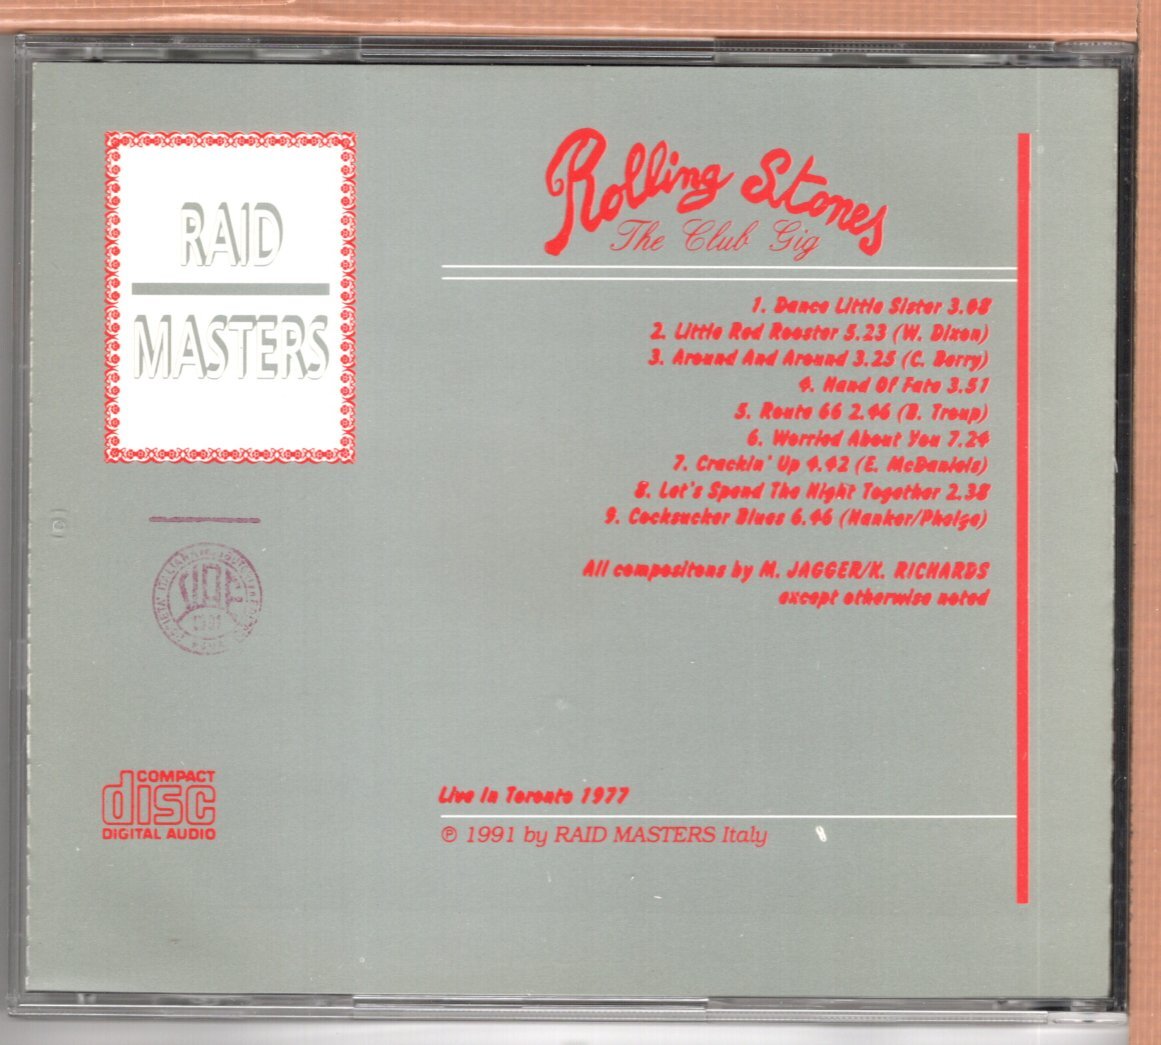 RAID
MASTERS
Rolling Stones
The Club Gig
1. Dance Little Sister 3.08
2. Little Red Rooster 5.23 (W. Dixon)
3. Around And Around 3.25 (C. Berry)
4. Hand Of Fate 3.51
5. Route 66 2.46 (B. Troup)
6. Worried About You 7.24
7. Crackin' Up 4.42 (E. McDaniels)
8. Let's Spend The Night Together 2.38
9. Cocksucker Blues 6.46 (Nanker/Phelge)
All compositons by M. JAGGER/K. RICHARDS
except otherwise noted
COMPACT
disc
DIGITAL AUDIO
Live In Toronto 1977
℗ 1991 by RAID MASTERS Italy